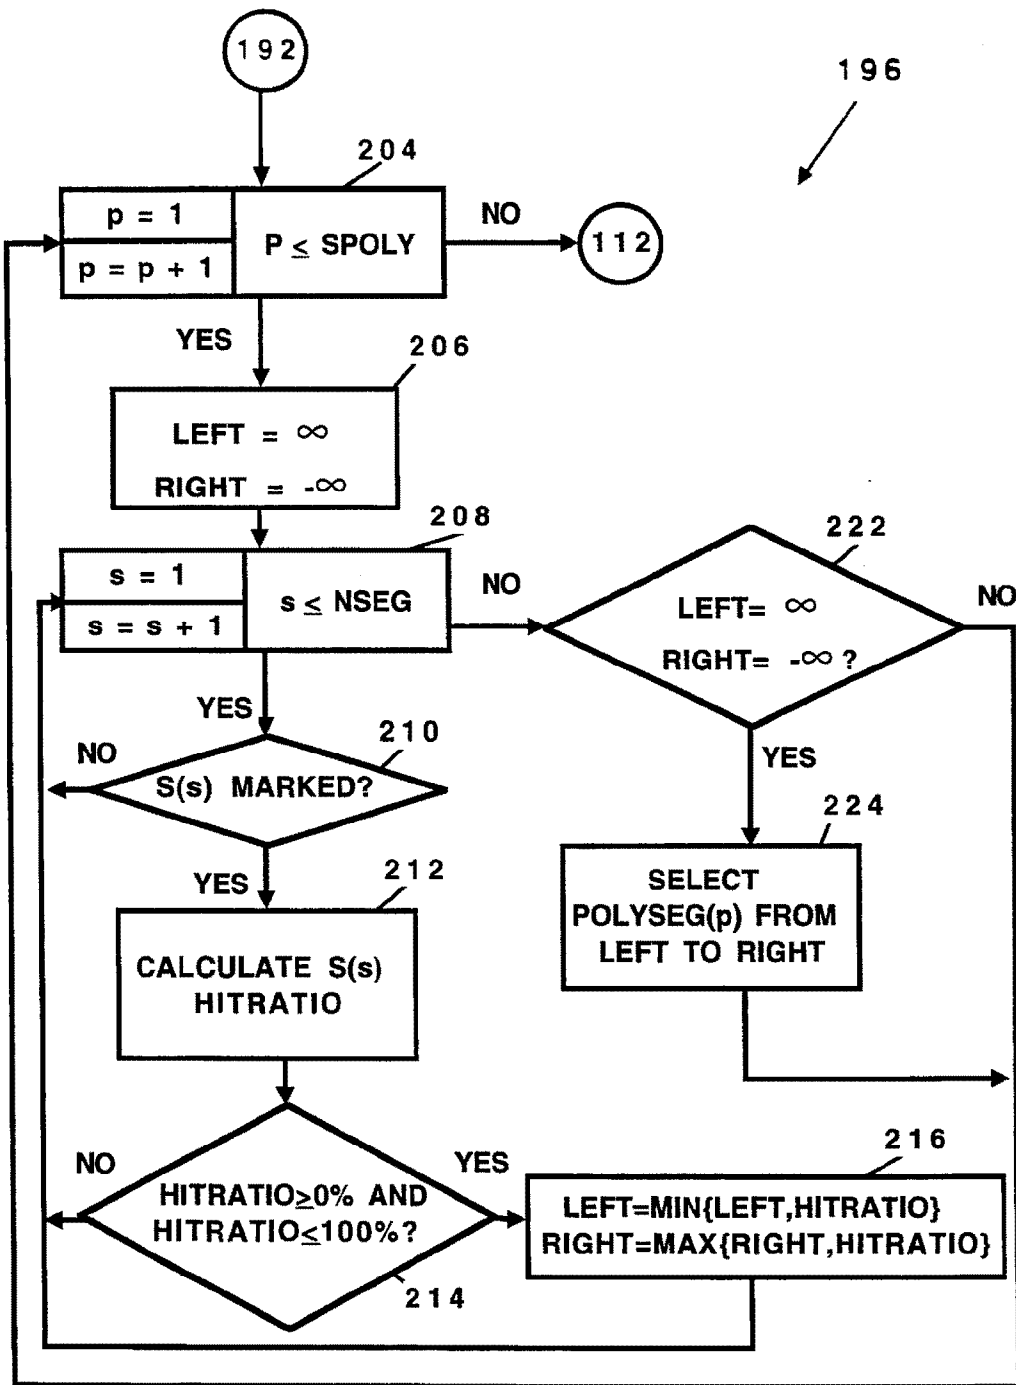 192
196
204
p = 1
p = p + 1
P ≤ SPOLY
NO
112
YES
206
LEFT = ∞
RIGHT = -∞
208
s = 1
s = s + 1
s ≤ NSEG
NO
222
LEFT= ∞
RIGHT= -∞?
NO
YES
210
NO
S(s) MARKED?
YES
224
SELECT
POLYSEG(p) FROM
LEFT TO RIGHT
YES
212
CALCULATE S(s)
HITRATIO
NO
YES
HITRATIO≥0% AND
HITRATIO≤100%?
214
216
LEFT=MIN{LEFT,HITRATIO}
RIGHT=MAX{RIGHT,HITRATIO}